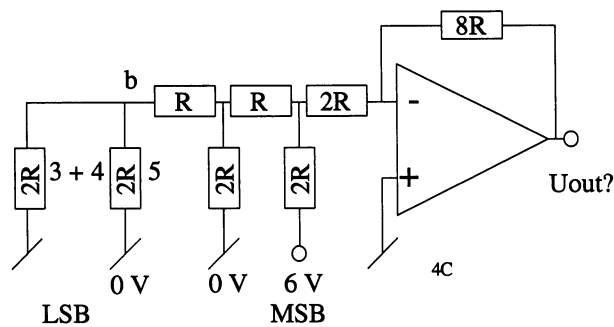 8R
b
R R 2R -
2R 3 + 4 2R 5 2R 2R +
Uout?
0 V 0 V 6 V 4C
LSB MSB